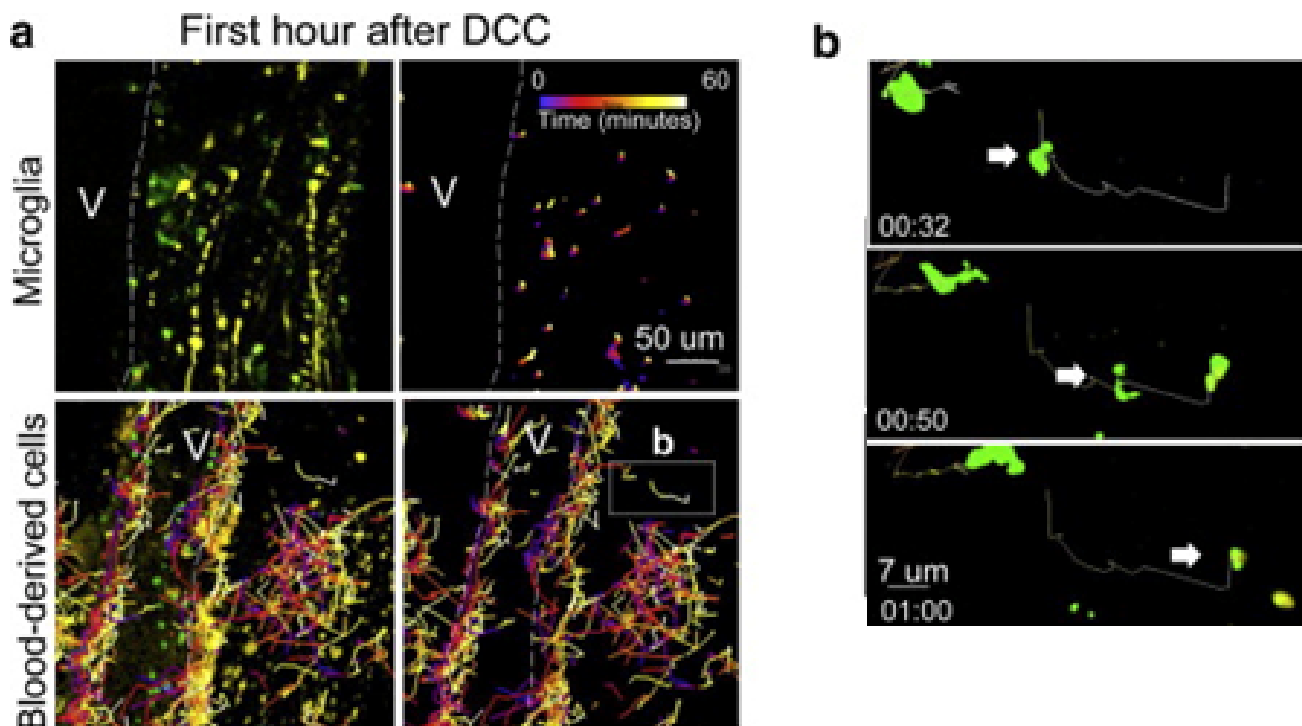 a
First hour after DCC
b
Microglia
V
V
0 60
Time (minutes)
50 um
Blood-derived cells
V
V
b
00:32
00:50
7 um
01:00